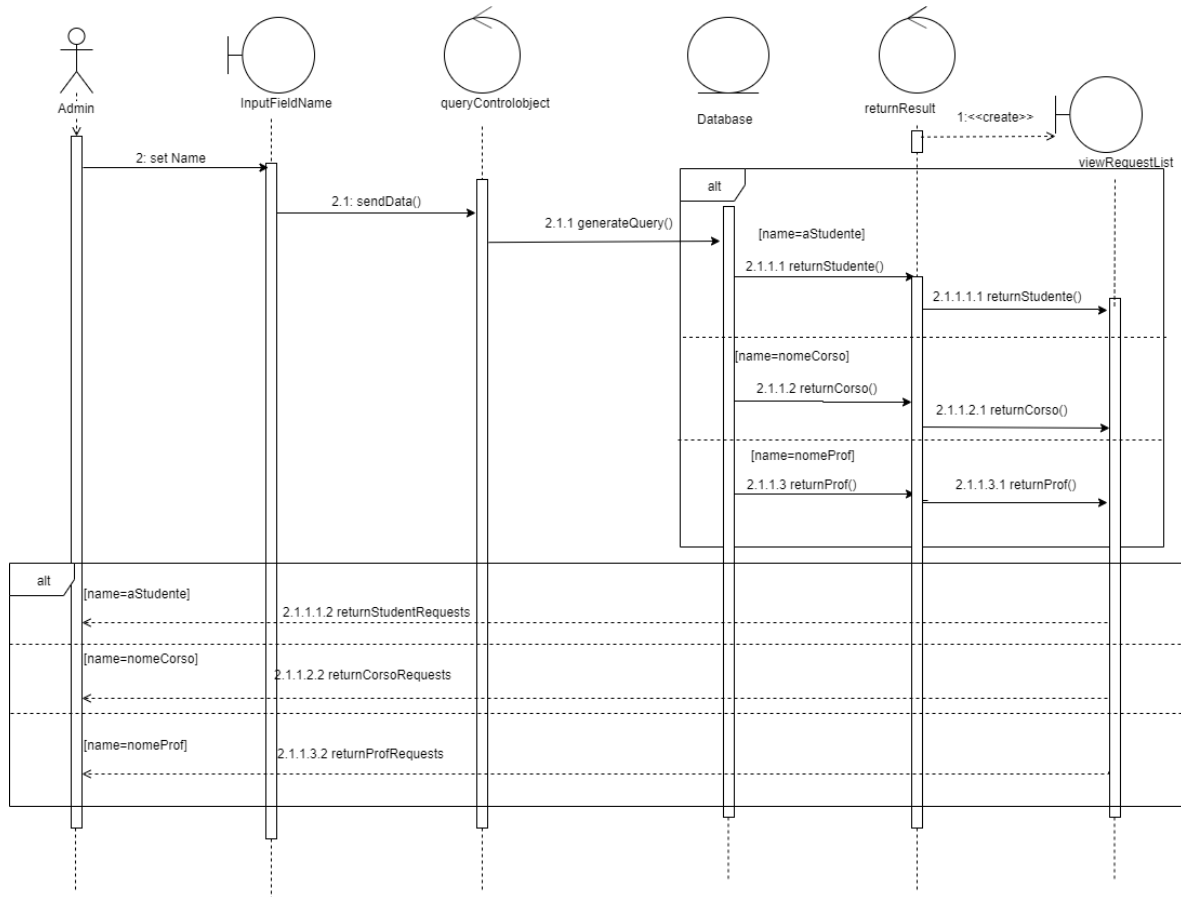 Admin
InputFieldName
queryControlobject
Database
returnResult
1:<<create>>
viewRequestList
2: set Name
alt
2.1: sendData()
2.1.1 generateQuery()
[name=aStudente]
2.1.1.1 returnStudente()
2.1.1.1.1 returnStudente()
[name=nomeCorso]
2.1.1.2 returnCorso()
2.1.1.2.1 returnCorso()
[name=nomeProf]
2.1.1.3 returnProf()
2.1.1.3.1 returnProf()
alt
[name=aStudente]
2.1.1.1.2 returnStudentRequests
[name=nomeCorso]
2.1.1.2.2 returnCorsoRequests
[name=nomeProf]
2.1.1.3.2 returnProfRequests